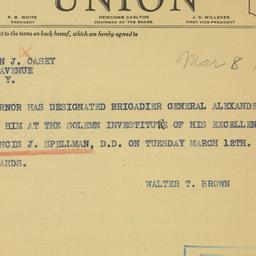 UNION
R. B. WHITE
PRESIDENT
NEWCOMB CARLTON
CHAIRMAN OF THE BOARD
J. C. WILLEVER
FIRST VICE-PRESIDENT
to the terms on back hereof, which are hereby agreed to
N J. CASEY
AVENUE
Y.
Mar 8
RNOR HAS DESIGNATED BRIGADIER GENERAL ALEXANDE
HIM AT THE SOLEMN INVESTITURE OF HIS EXCELLEN
NCIS J. SPELLMAN, D.D. ON TUESDAY MARCH 12TH.
ARDS.
WALTER T. BROWN